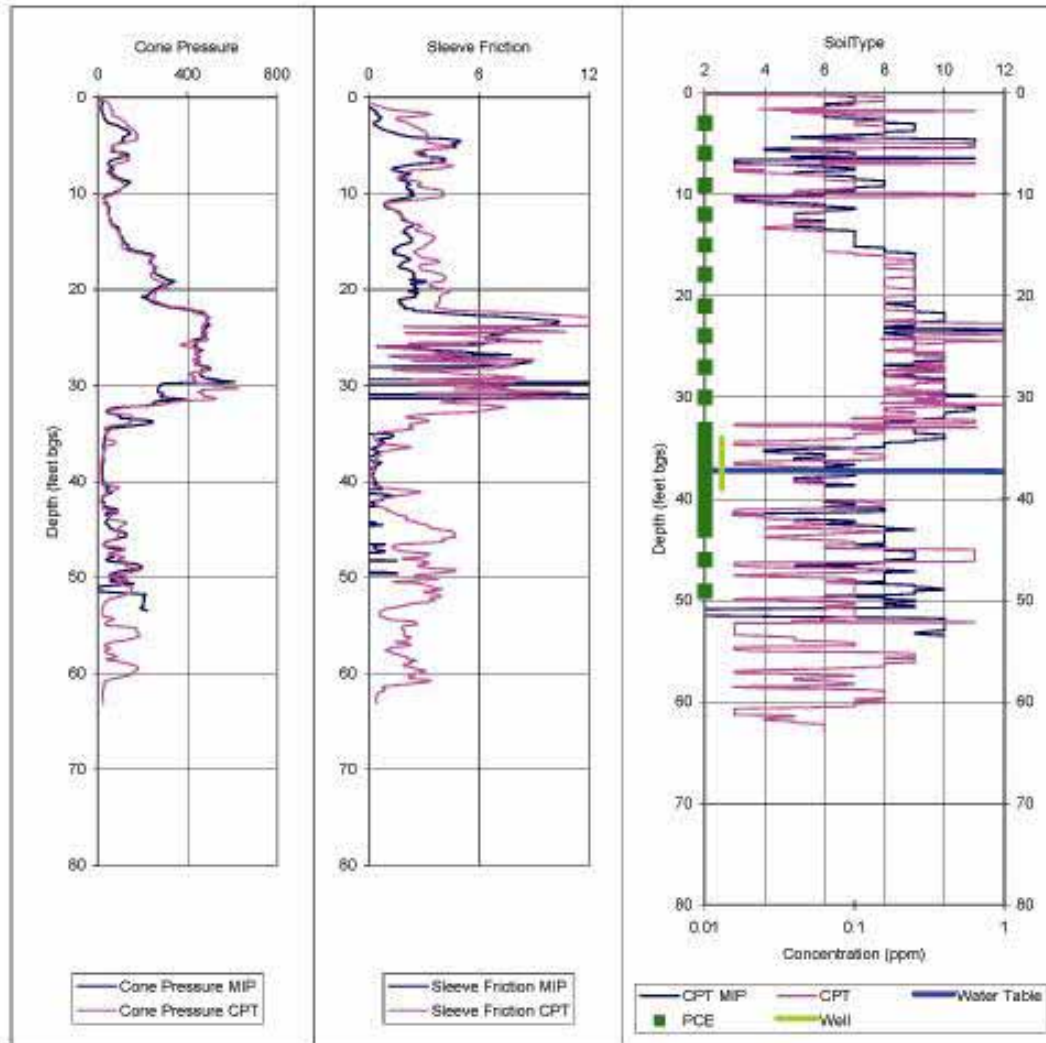 Cone Pressure
0 400 800
0
10
20
30
40
50
60
70
80
Depth (feet bgs)
Cone Pressure MIP
Cone Pressure CPT
Sleeve Friction
0 6 12
0
10
20
30
40
50
60
70
80
Sleeve Friction MIP
Sleeve Friction CPT
SoilType
2 4 6 8 10 12
0 0
10 10
20 20
30 30
40 40
50 50
60 60
70 70
80 80
Depth (feet bgs)
0.01 0.1 1
Concentration (ppm)
CPT MIP CPT Water Table
PCE Well